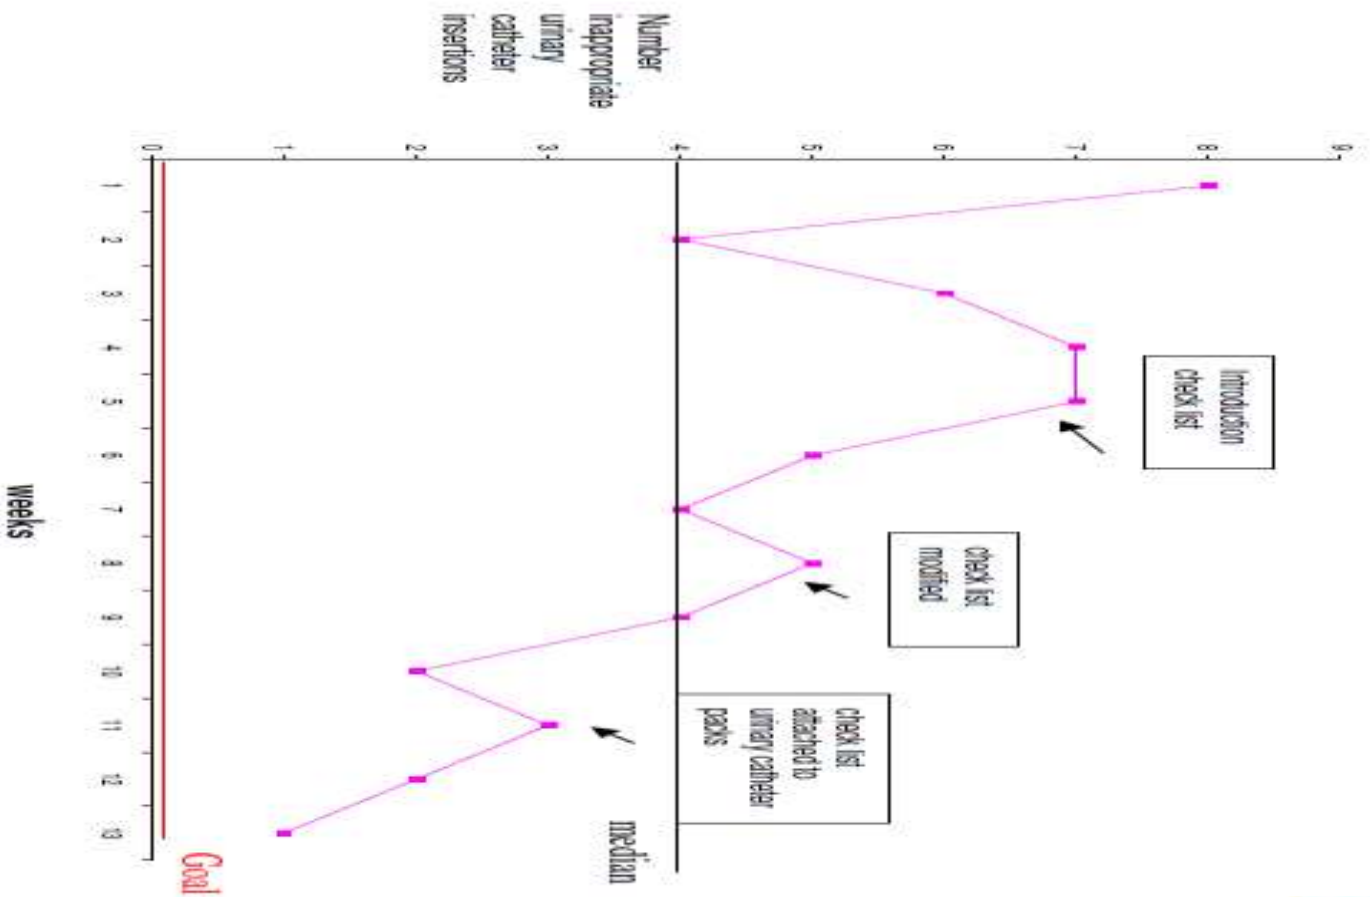 Number
inappropriate
urinary
catheter
insertions
9
8
7
6
5
4
3
2
1
0
Introduction
check list
check list
modified
check list
attached to
urinary catheter
packs
median
Goal
1
2
3
4
5
6
7
8
9
10
11
12
13
weeks